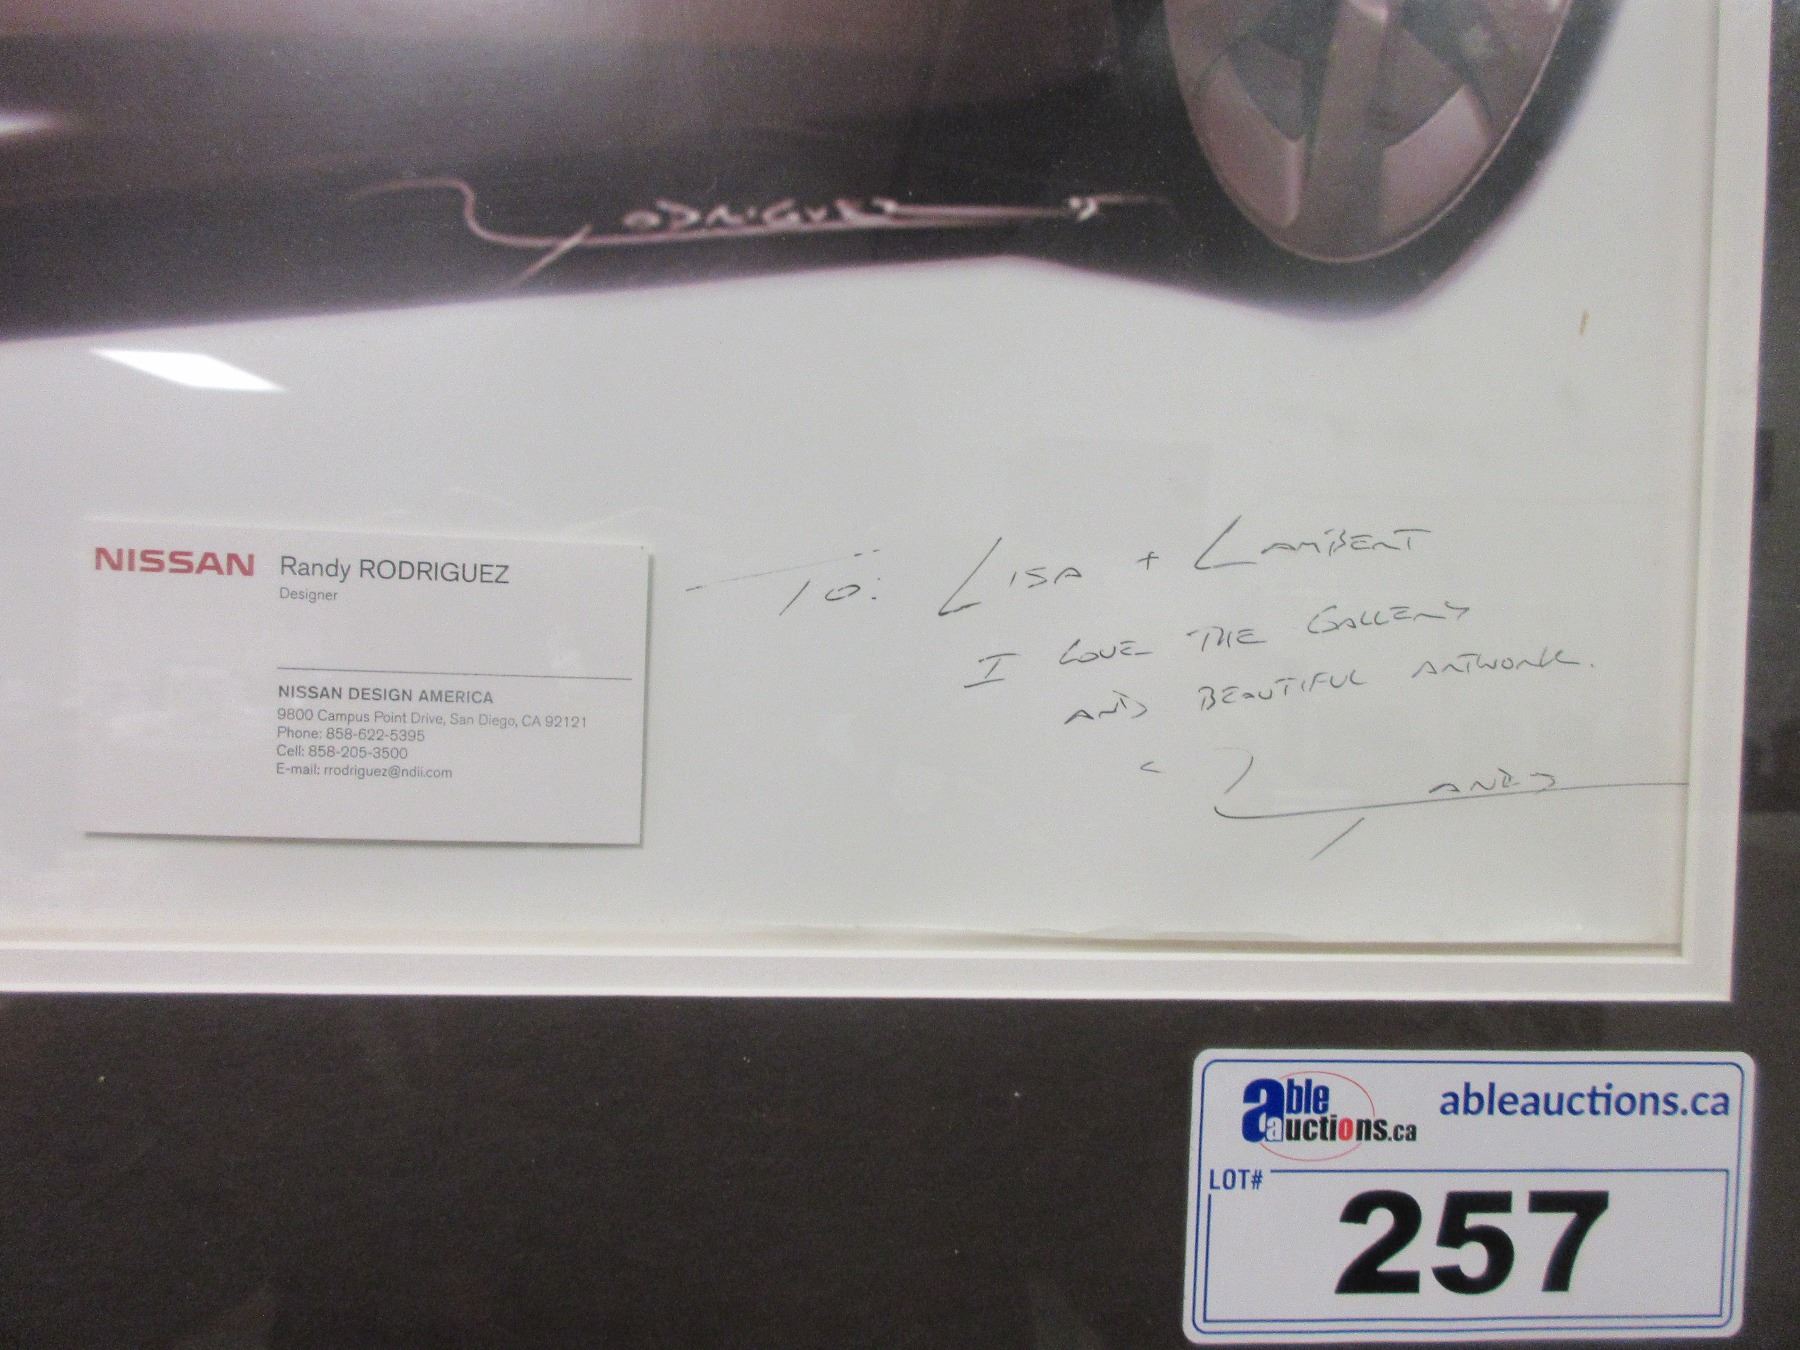 RODRIGUEZ
NISSAN
Randy RODRIGUEZ
Designer
NISSAN DESIGN AMERICA
9800 Campus Point Drive, San Diego, CA 92121
Phone: 858-622-5395
Cell: 858-205-3500
E-mail: rrodriguez@ndii.com
TO: LISA + LAMBERT
I LOVE THE GALLERY
AND BEAUTIFUL ARTWORK.
RANDY
able auctions.ca
ableauctions.ca
LOT#
257